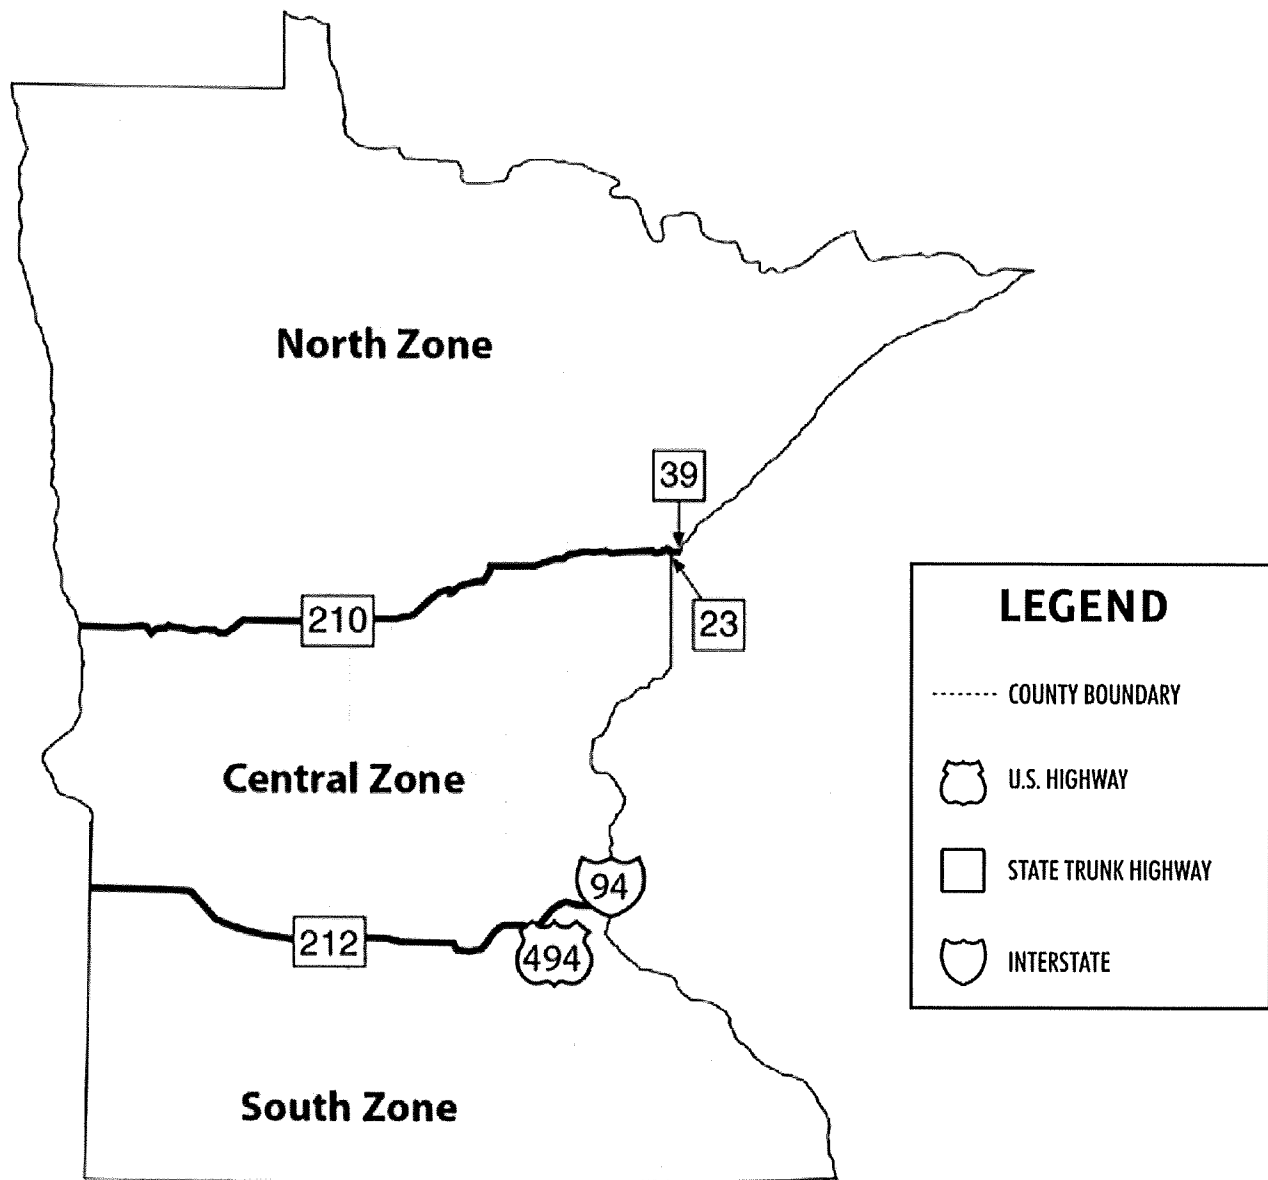 North Zone
39
210
23
Central Zone
94
212
494
South Zone
LEGEND
COUNTY BOUNDARY
U.S. HIGHWAY
STATE TRUNK HIGHWAY
INTERSTATE